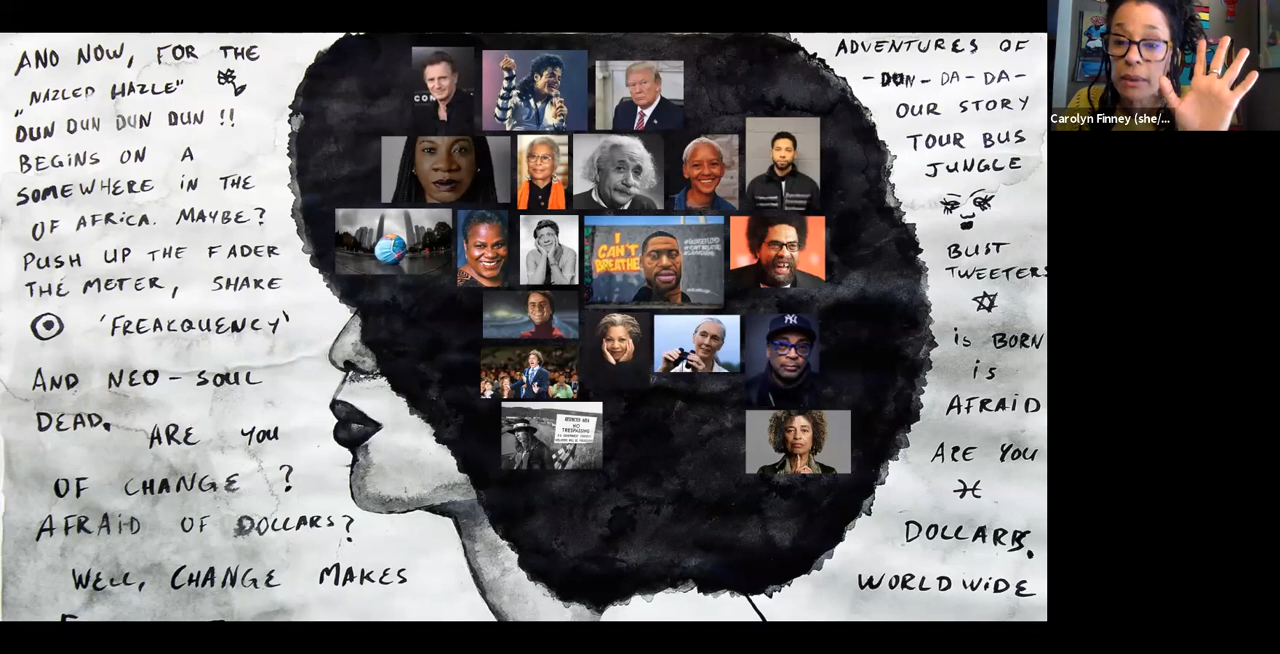 AND NOW, FOR THE
„NAZLED HAZLE"
DUN DUN DUN DUN !!
BEGINS ON A
SOMEWHERE IN THE
OF AFRICA. MAYBE?
PUSH UP THE FADER
THE METER, SHAKE
'FREAKQUENCY'
AND NEO-SOUL
DEAD.
ARE YOU
OF CHANGE ?
AFRAID OF DOLLARS?
WELL, CHANGE MAKES
CON
I
CAN'T
BREATHE
RESTRICTED AREA
NO
TRESPASSING
ADVENTURES OF
-DUN-DA-DA-
OUR STORY
TOUR BUS
JUNGLE
BUST
TWEETERS
IS BORN
IS
AFRAID
ARE YOU
DOLLARS.
WORLD WIDE
Carolyn Finney (she/...